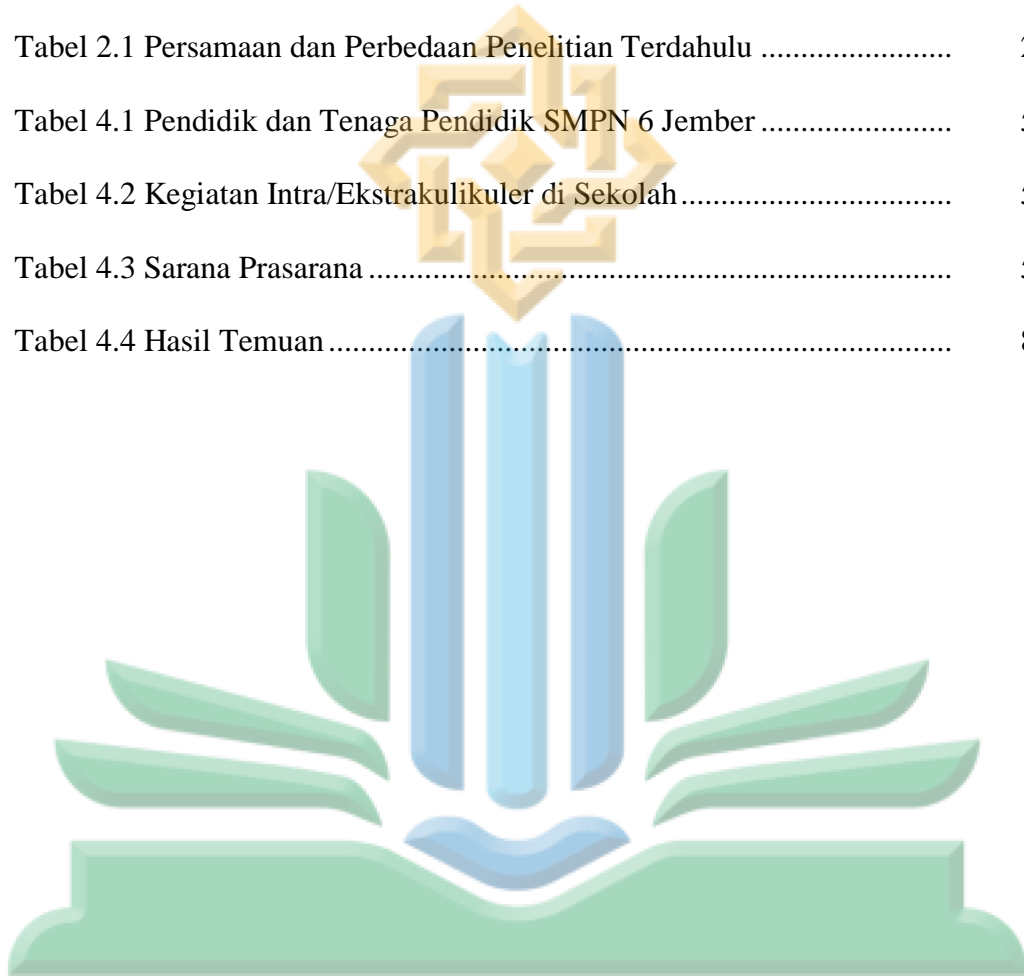 Tabel 2.1 Persamaan dan Perbedaan Penelitian Terdahulu ........................
Tabel 4.1 Pendidik dan Tenaga Pendidik SMPN 6 Jember ........................
Tabel 4.2 Kegiatan Intra/Ekstrakulikuler di Sekolah ..................................
Tabel 4.3 Sarana Prasarana .........................................................................
Tabel 4.4 Hasil Temuan ..............................................................................